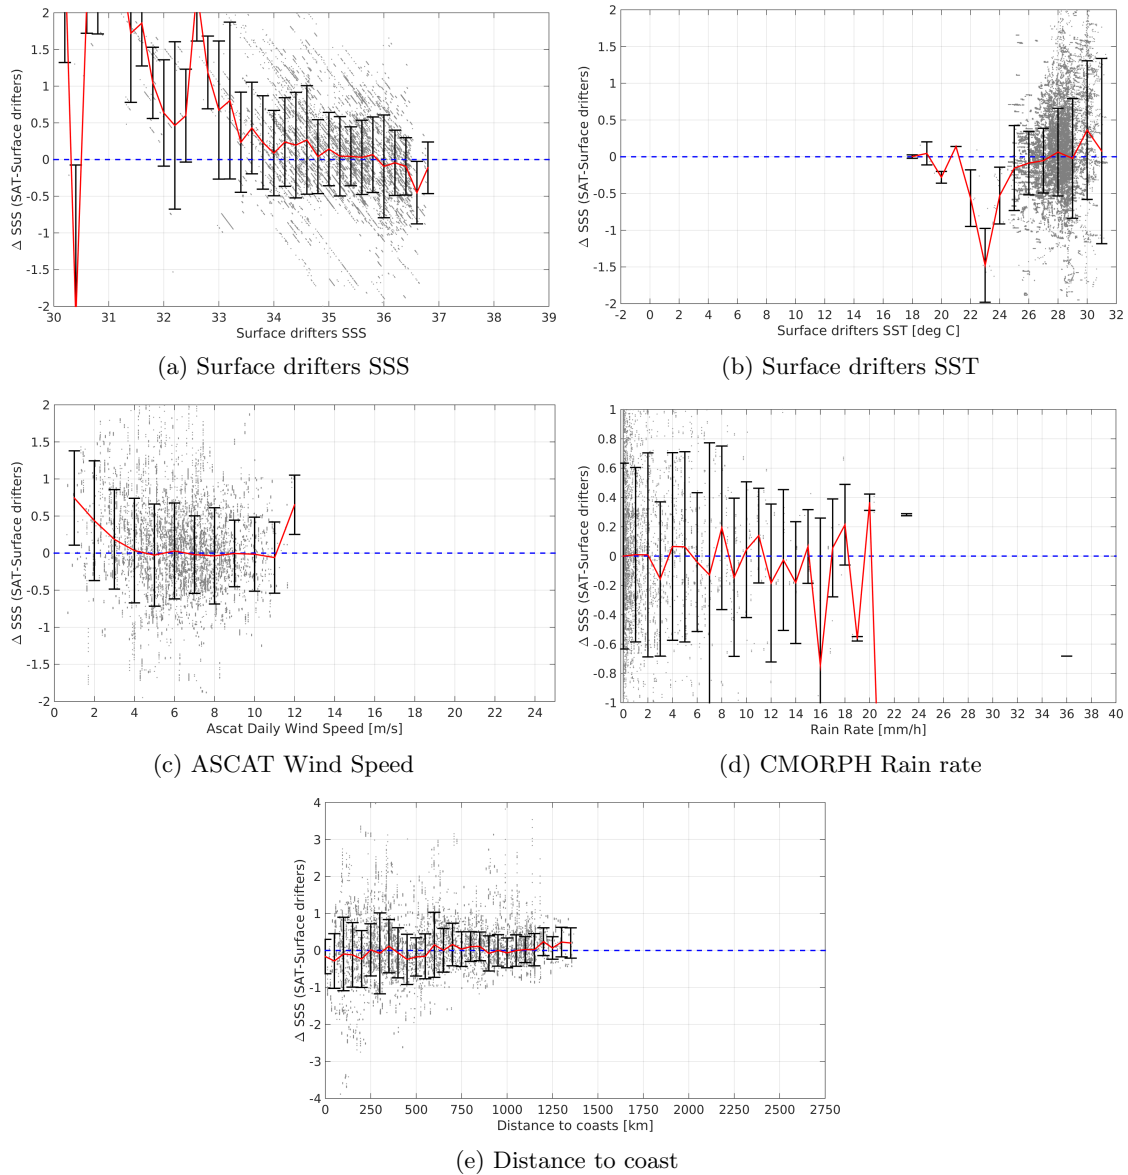 Δ SSS (SAT-Surface drifters)
2
1.5
1
0.5
0
-0.5
-1
-1.5
-2
30 31 32 33 34 35 36 37 38 39
Surface drifters SSS
(a) Surface drifters SSS
Δ SSS (SAT-Surface drifters)
2
1.5
1
0.5
0
-0.5
-1
-1.5
-2
-2 0 2 4 6 8 10 12 14 16 18 20 22 24 26 28 30 32
Surface drifters SST [deg C]
(b) Surface drifters SST
Δ SSS (SAT-Surface drifters)
2
1.5
1
0.5
0
-0.5
-1
-1.5
-2
0 2 4 6 8 10 12 14 16 18 20 22 24
Ascat Daily Wind Speed [m/s]
(c) ASCAT Wind Speed
Δ SSS (SAT-Surface drifters)
1
0.8
0.6
0.4
0.2
0
-0.2
-0.4
-0.6
-0.8
-1
0 2 4 6 8 10 12 14 16 18 20 22 24 26 28 30 32 34 36 38 40
Rain Rate [mm/h]
(d) CMORPH Rain rate
Δ SSS (SAT-Surface drifters)
4
3
2
1
0
-1
-2
-3
-4
0 250 500 750 1000 1250 1500 1750 2000 2250 2500 2750
Distance to coasts [km]
(e) Distance to coast